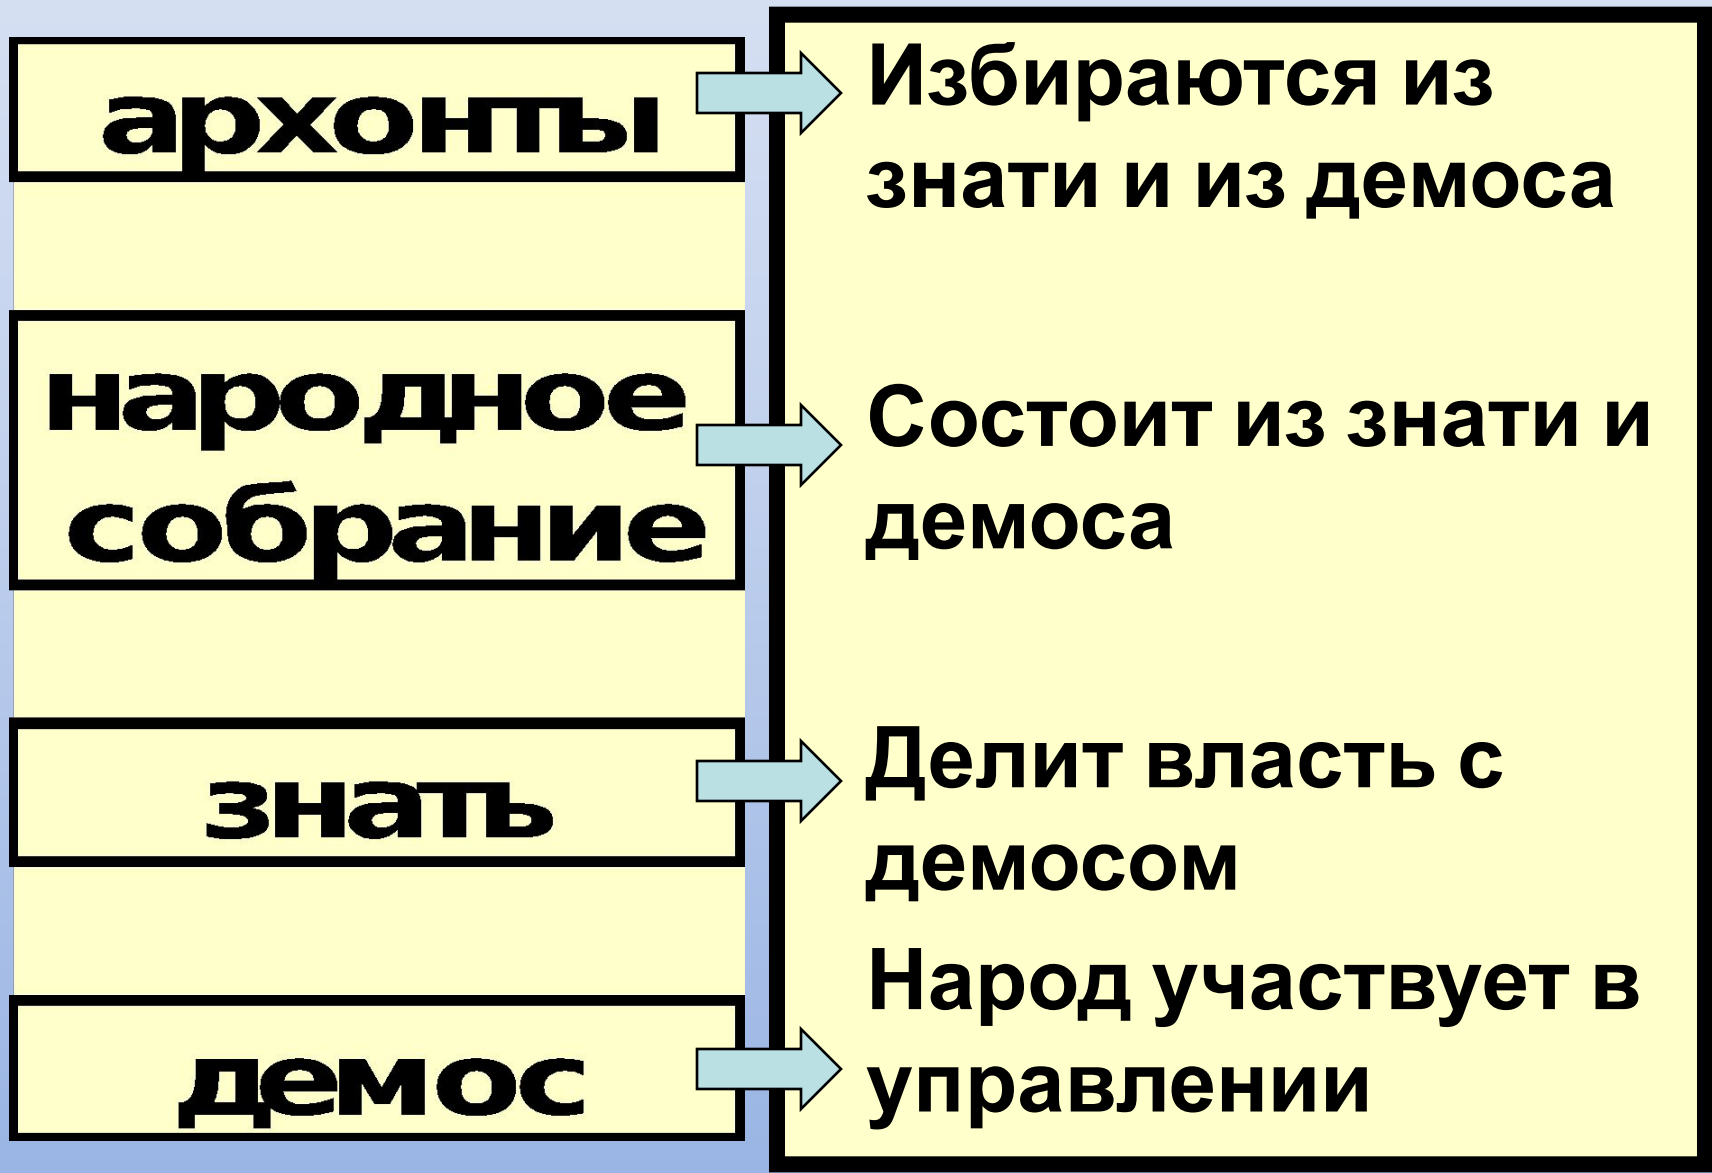 архонты
Избираются из
знати и из демоса
народное
собрание
Состоит из знати и
демоса
знать
Делит власть с
демосом
демос
Народ участвует в
управлении